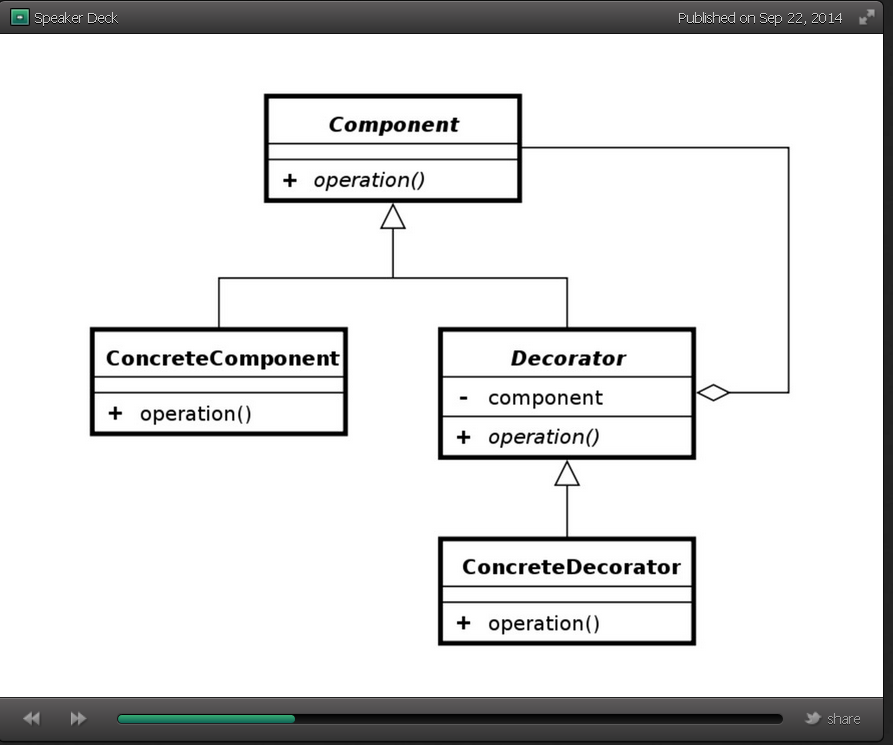 Speaker Deck
Published on Sep 22, 2014
Component
+ operation()
ConcreteComponent
+ operation()
Decorator
- component
+ operation()
ConcreteDecorator
+ operation()
share